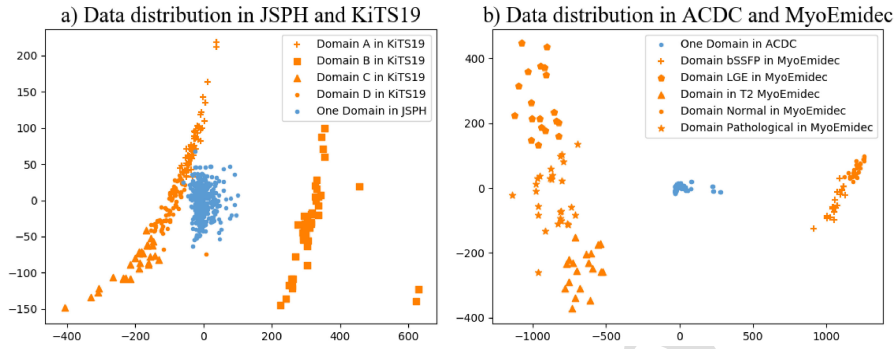 a) Data distribution in JSPH and KiTS19
Domain A in KiTS19
Domain B in KiTS19
Domain C in KiTS19
Domain D in KiTS19
One Domain in JSPH
200
150
100
50
0
−50
−100
−150
−400
−200
0
200
400
600
b) Data distribution in ACDC and MyoEmidec
One Domain in ACDC
Domain bSSFP in MyoEmidec
Domain LGE in MyoEmidec
Domain in T2 MyoEmidec
Domain Normal in MyoEmidec
Domain Pathological in MyoEmidec
400
200
0
−200
−400
−1000
−500
0
500
1000